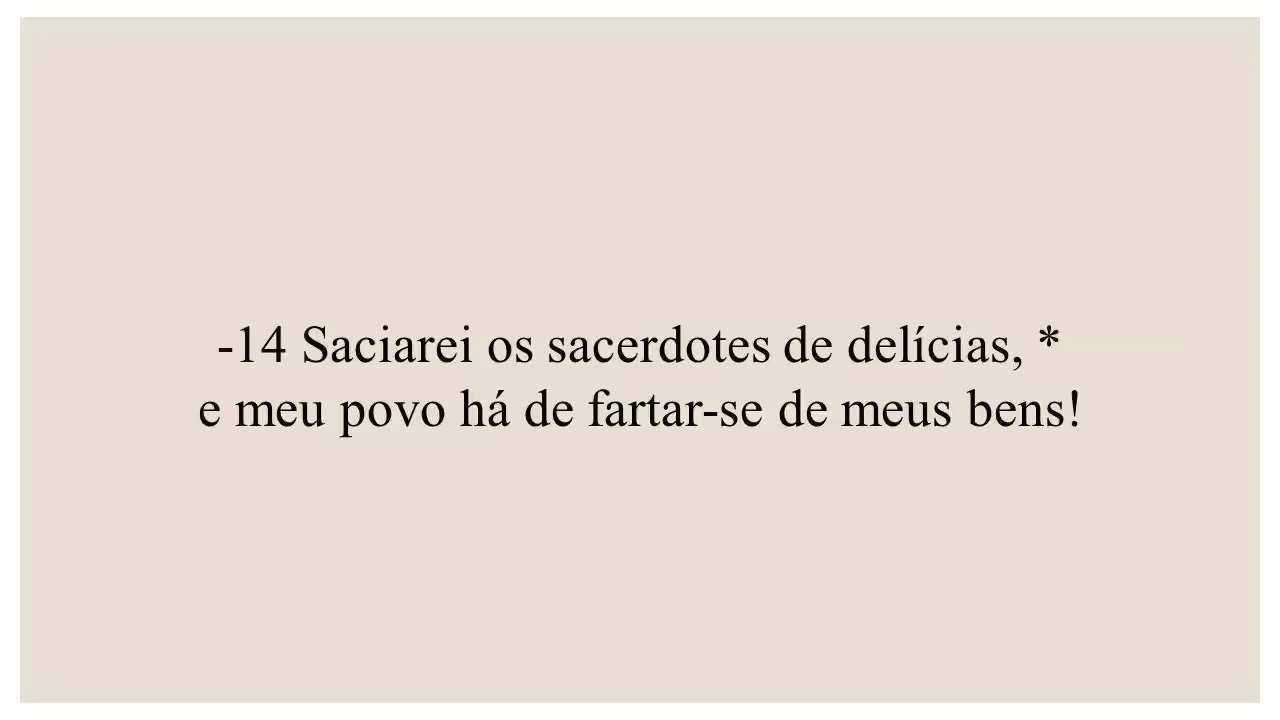 -14 Saciarei os sacerdotes de delícias, *
e meu povo há de fartar-se de meus bens!